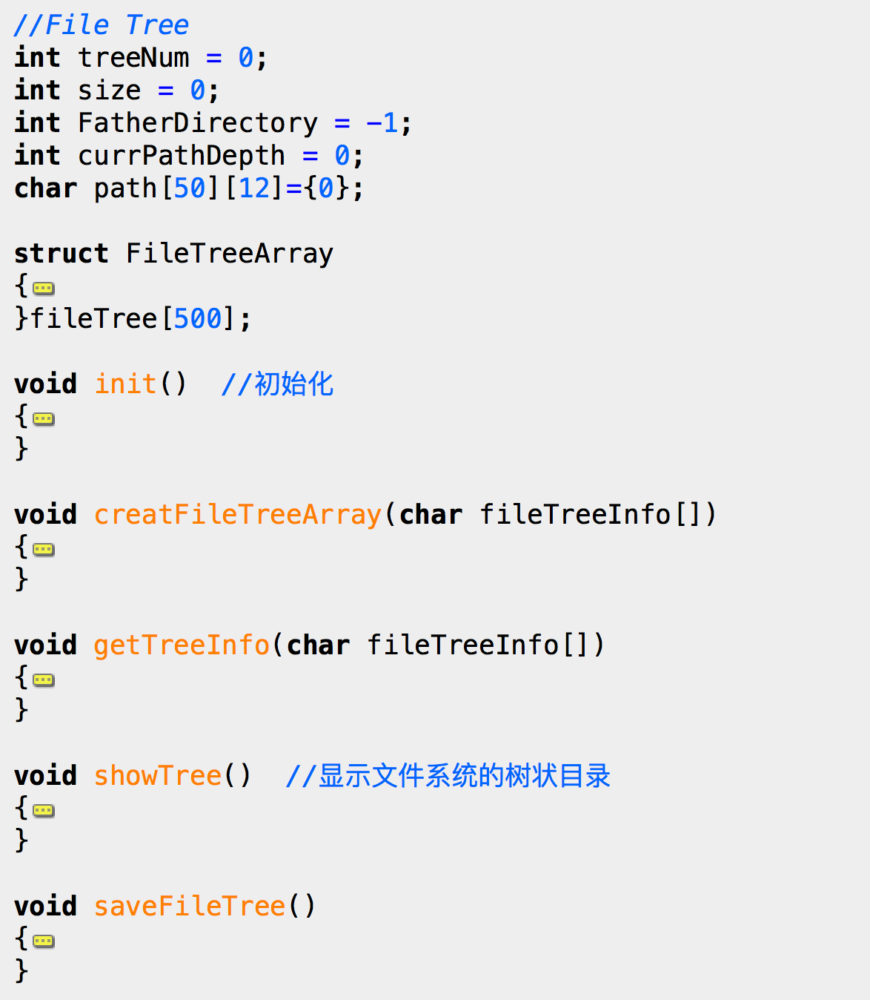 //File Tree
int treeNum = 0;
int size = 0;
int FatherDirectory = -1;
int currPathDepth = 0;
char path[50][12]={0};
struct FileTreeArray
{
}fileTree[500];
void init()  //初始化
{
}
void creatFileTreeArray(char fileTreeInfo[])
{
}
void getTreeInfo(char fileTreeInfo[])
{
}
void showTree()  //显示文件系统的树状目录
{
}
void saveFileTree()
{
}